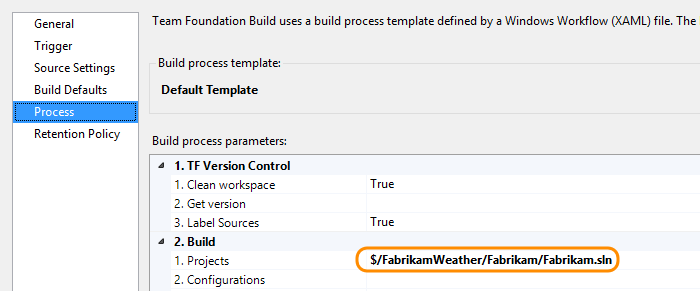 General
Trigger
Source Settings
Build Defaults
Process
Retention Policy
Team Foundation Build uses a build process template defined by a Windows Workflow (XAML) file. The
Build process template:
Default Template
Build process parameters:
1. TF Version Control
1. Clean workspace True
2. Get version
3. Label Sources True
2. Build
1. Projects $/FabrikamWeather/Fabrikam/Fabrikam.sln
2. Configurations